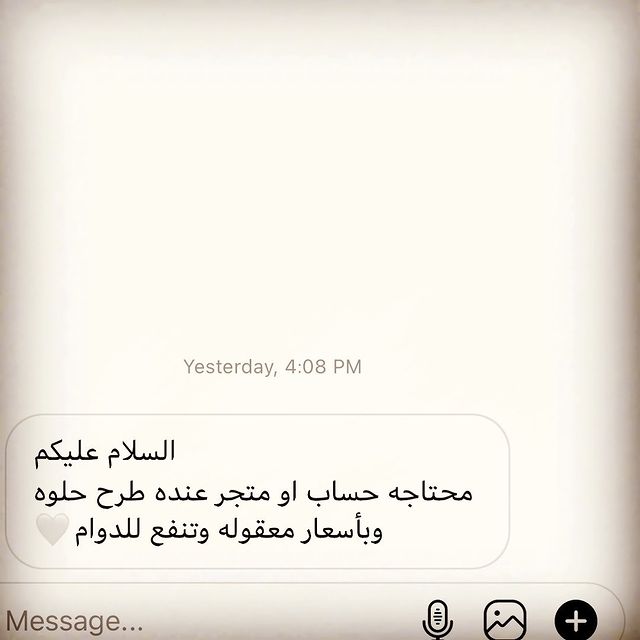 Yesterday, 4:08 PM
السلام عليكم
محتاجه حساب او متجر عنده طرح حلوه
وبأسعار معقوله وتنفع للدوام 🤍
Message...